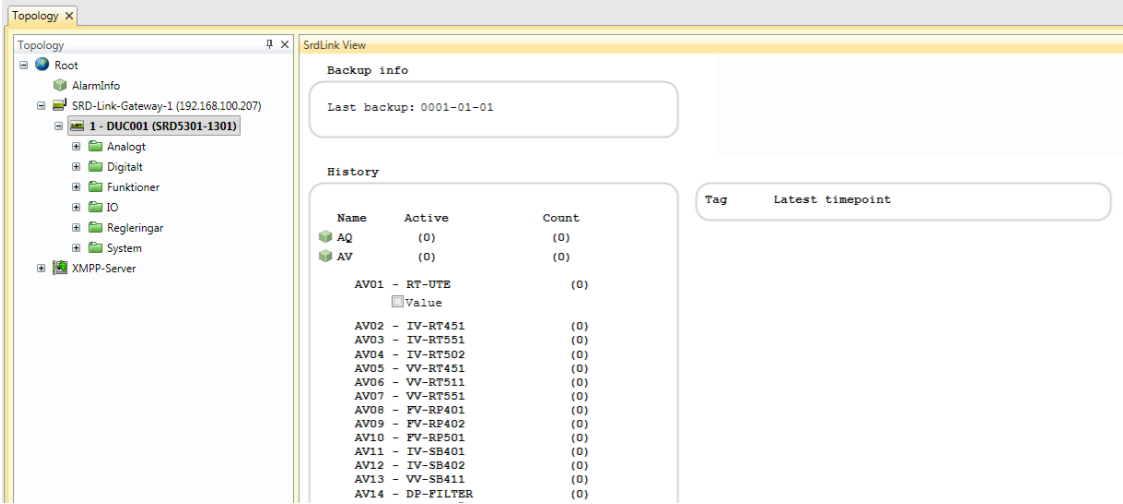 Topology
Topology
Root
AlarmInfo
SRD-Link-Gateway-1 (192.168.100.207)
1 - DUC001 (SRD5301-1301)
Analogt
Digitalt
Funktioner
IO
Regleringar
System
XMPP-Server
SrdLink View
Backup info
Last backup: 0001-01-01
History
Name Active Count
AQ (0) (0)
AV (0) (0)
AV01 - RT-UTE (0)
Value
AV02 - IV-RT451 (0)
AV03 - IV-RT551 (0)
AV04 - IV-RT502 (0)
AV05 - VV-RT451 (0)
AV06 - VV-RT511 (0)
AV07 - VV-RT551 (0)
AV08 - FV-RP401 (0)
AV09 - FV-RP402 (0)
AV10 - FV-RP501 (0)
AV11 - IV-SB401 (0)
AV12 - IV-SB402 (0)
AV13 - VV-SB411 (0)
AV14 - DP-FILTER (0)
Tag Latest timepoint